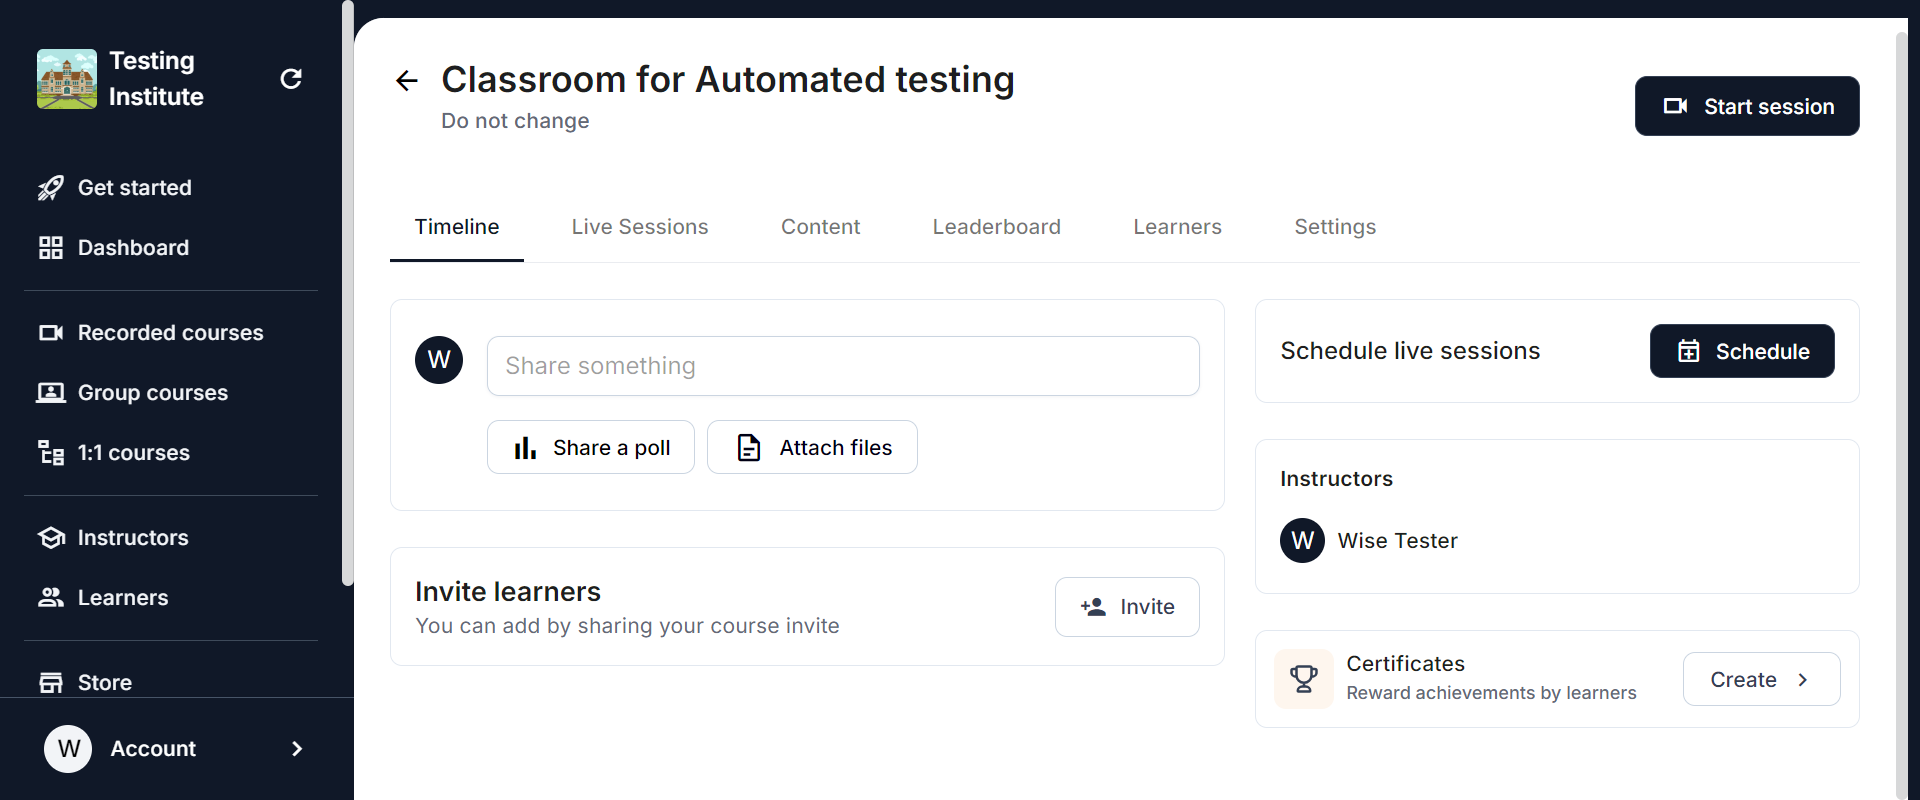 Testing
Institute
Get started
Dashboard
Recorded courses
Group courses
1:1 courses
Instructors
Learners
Store
W
Account
Classroom for Automated testing
Do not change
Start session
Timeline
Live Sessions
Content
Leaderboard
Learners
Settings
W
Share something
Share a poll
Attach files
Invite learners
You can add by sharing your course invite
Invite
Schedule live sessions
Schedule
Instructors
W
Wise Tester
Certificates
Reward achievements by learners
Create